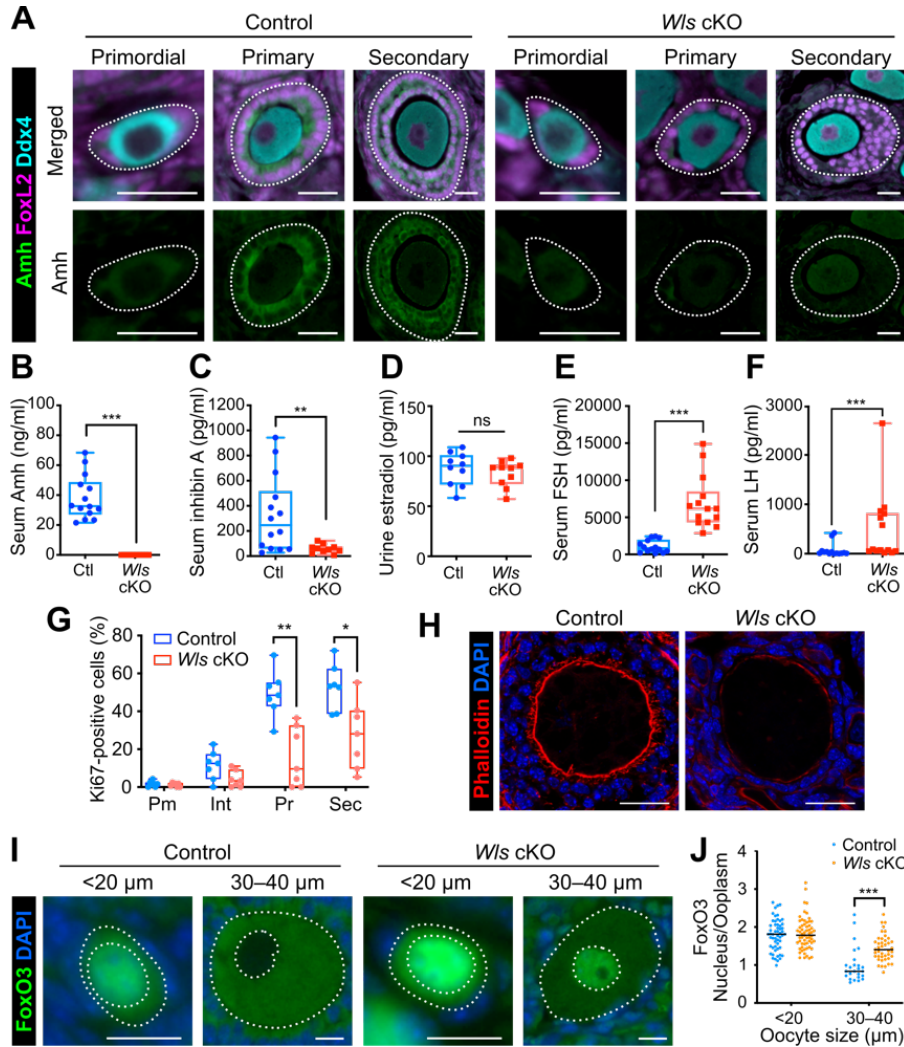 A
Control
Wls cKO
Primordial Primary Secondary Primordial Primary Secondary
Amh FoxL2 Ddx4
Merged
Amh
B
Serum Amh (ng/ml)
100
80
60
40
20
0
***
Ctl
Wls
cKO
C
Seum inhibin A (pg/ml)
1200
1000
800
600
400
200
0
**
Ctl
Wls
cKO
D
Urine estradiol (pg/ml)
150
100
50
0
ns
Ctl
Wls
cKO
E
Serum FSH (pg/ml)
20000
15000
10000
5000
0
***
Ctl
Wls
cKO
F
Serum LH (pg/ml)
3000
2000
1000
0
***
Ctl
Wls
cKO
G
Ki67-positive cells (%)
80
60
40
20
0
Control
Wls cKO
**
*
Pm Int Pr Sec
H
Control
Wls cKO
Phalloidin DAPI
I
Control
Wls cKO
<20 µm 30–40 µm <20 µm 30–40 µm
FoxO3 DAPI
J
Control
Wls cKO
FoxO3
Nucleus/Ooplasm
4
3
2
1
0
***
<20 30–40
Oocyte size (µm)